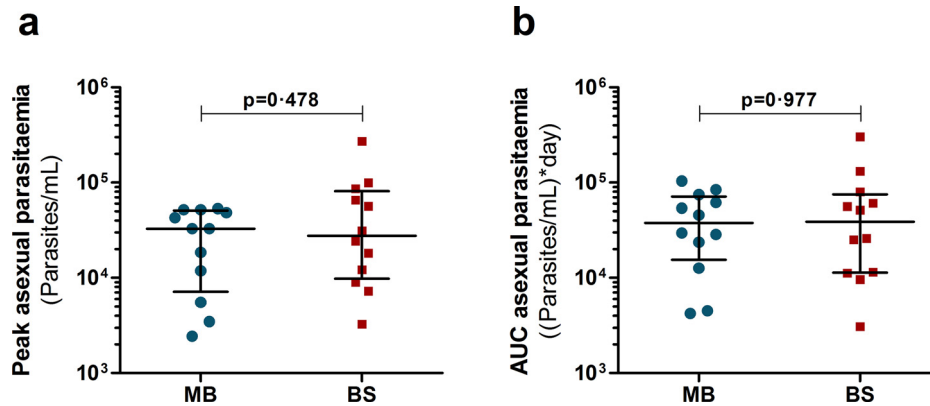 a
Peak asexual parasitaemia
(Parasites/mL)
10⁶
10⁵
10⁴
10³
p=0·478
MB
BS
b
AUC asexual parasitaemia
((Parasites/mL)*day)
10⁶
10⁵
10⁴
10³
p=0·977
MB
BS